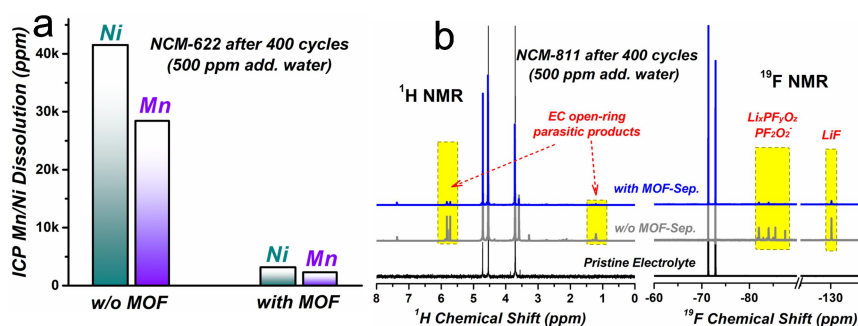 a
ICP Mn/Ni Dissolution (ppm)
40k
30k
20k
10k
0
Ni
Mn
NCM-622 after 400 cycles
(500 ppm add. water)
Ni
Mn
w/o MOF
with MOF
b
NCM-811 after 400 cycles
(500 ppm add. water)
¹H NMR
¹⁹F NMR
EC open-ring
parasitic products
LiₓPFᵧO_z
PF₂O₂⁻
LiF
with MOF-Sep.
w/o MOF-Sep.
Pristine Electrolyte
8 7 6 5 4 3 2 1 0
¹H Chemical Shift (ppm)
-60 -70 -80 -130
¹⁹F Chemical Shift (ppm)